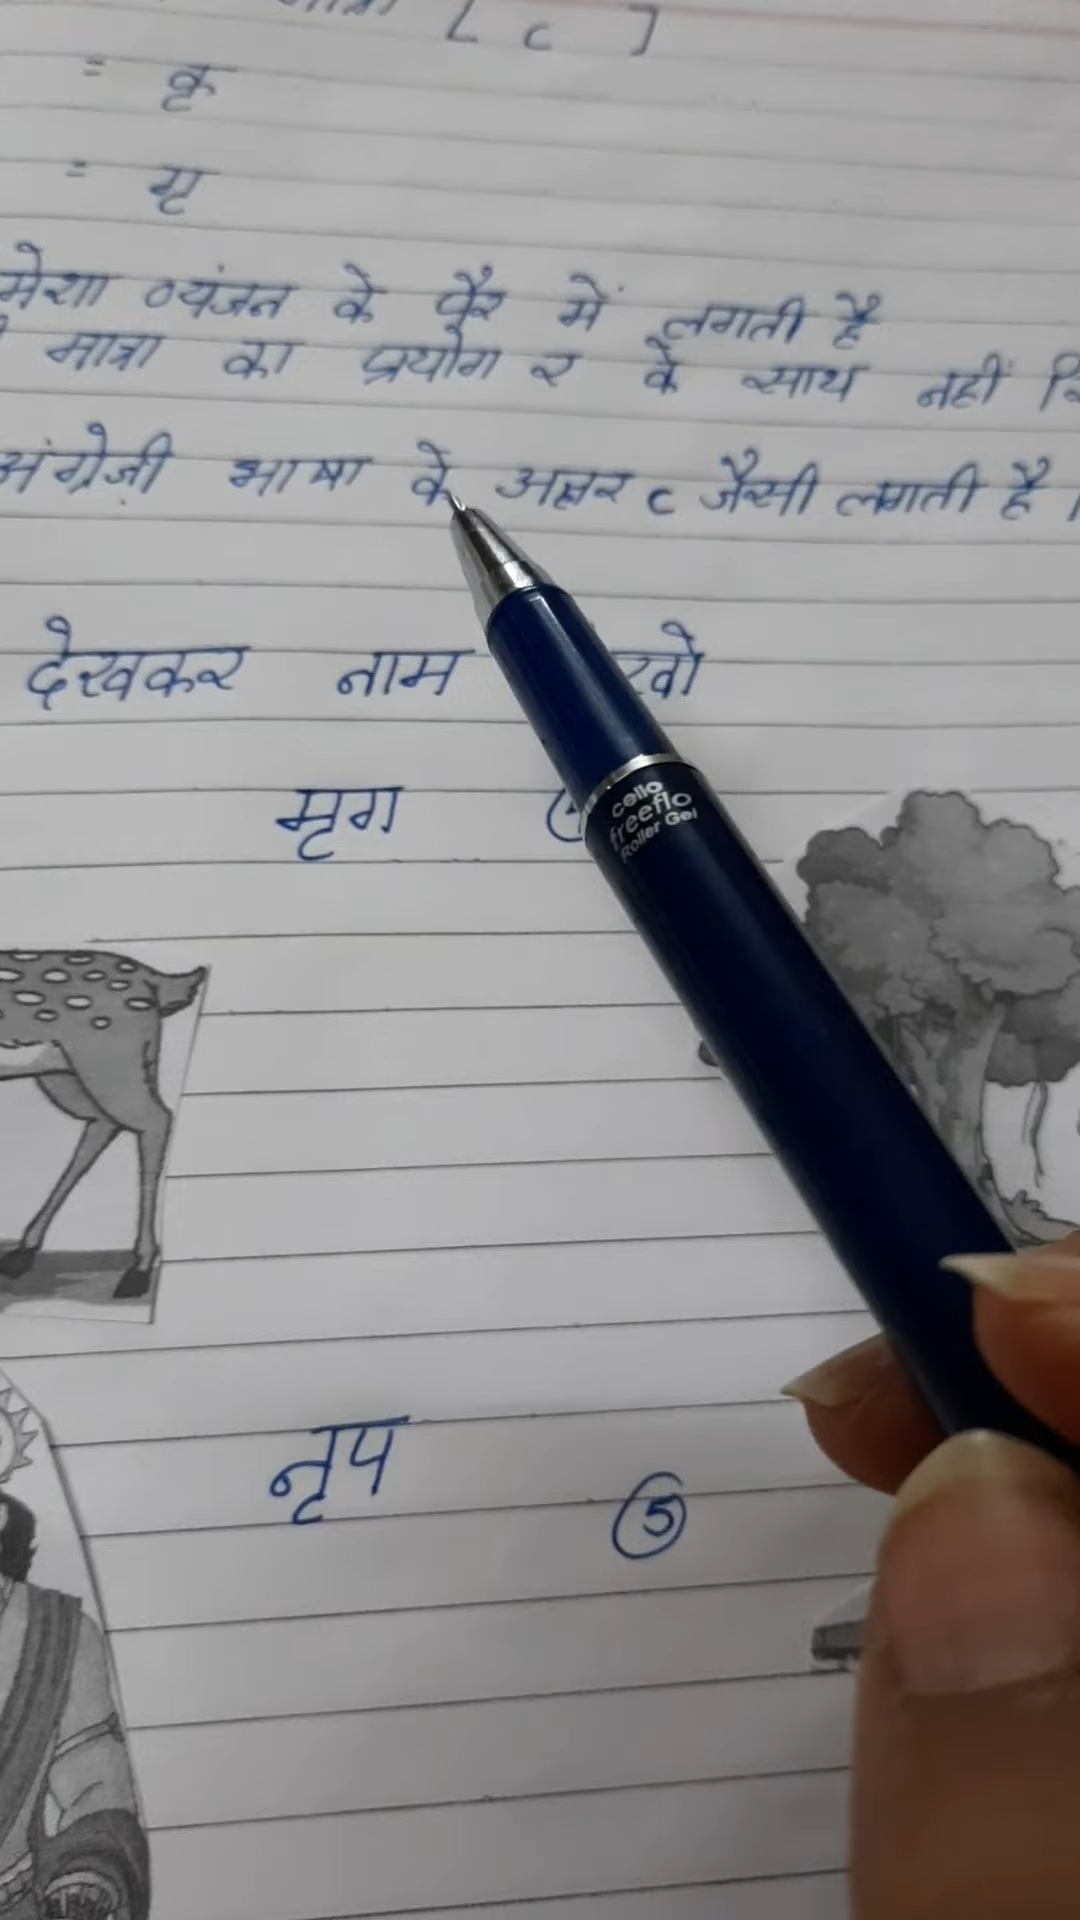 [ c ]
= कृ
= मृ
मेशा व्यंजन के पैर में लगती है
मात्रा का प्रयोग र के साथ नहीं
अंग्रेज़ी भाषा के अक्षर c जैसी लगती है ।
देखकर नाम
मृग
cello
freeflo
Roller Gel
नृप
5